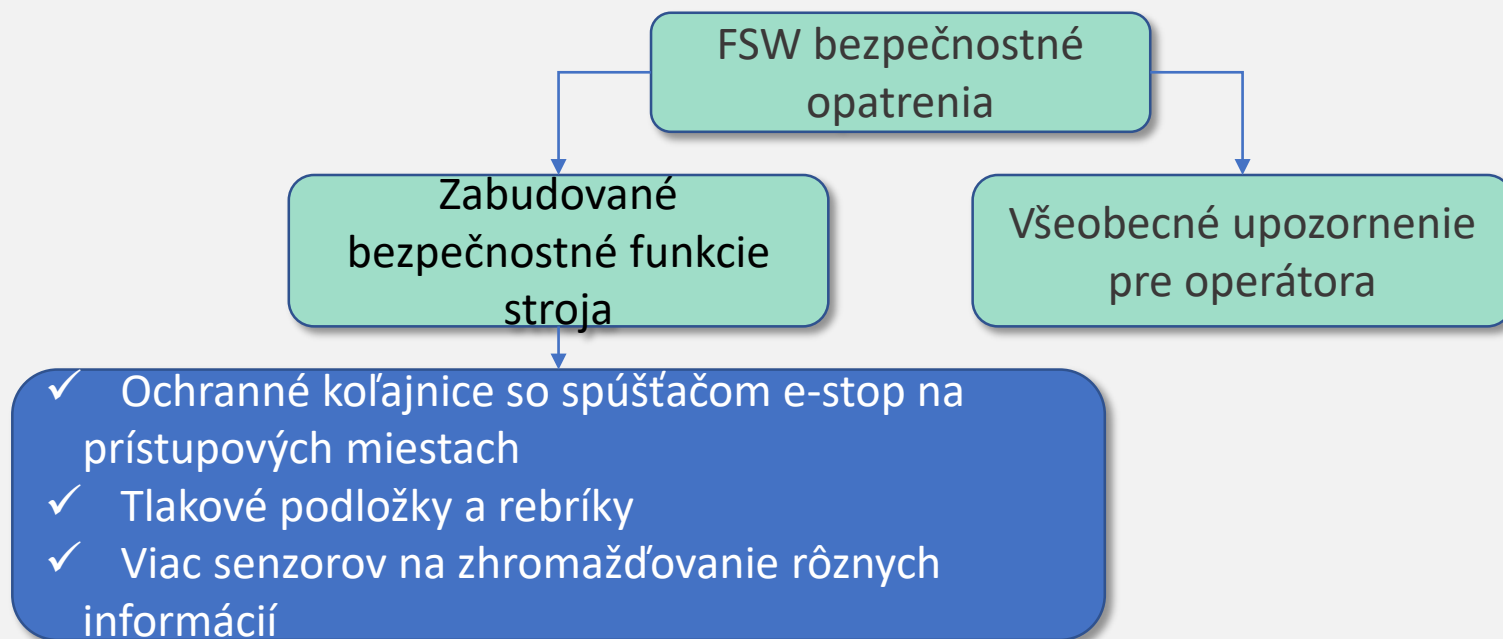 FSW bezpečnostné
opatrenia
Zabudované
bezpečnostné funkcie
stroja
Všeobecné upozornenie
pre operátora
✓ Ochranné koľajnice so spúšťačom e-stop na
prístupových miestach
✓ Tlakové podložky a rebríky
✓ Viac senzorov na zhromažďovanie rôznych
informácií